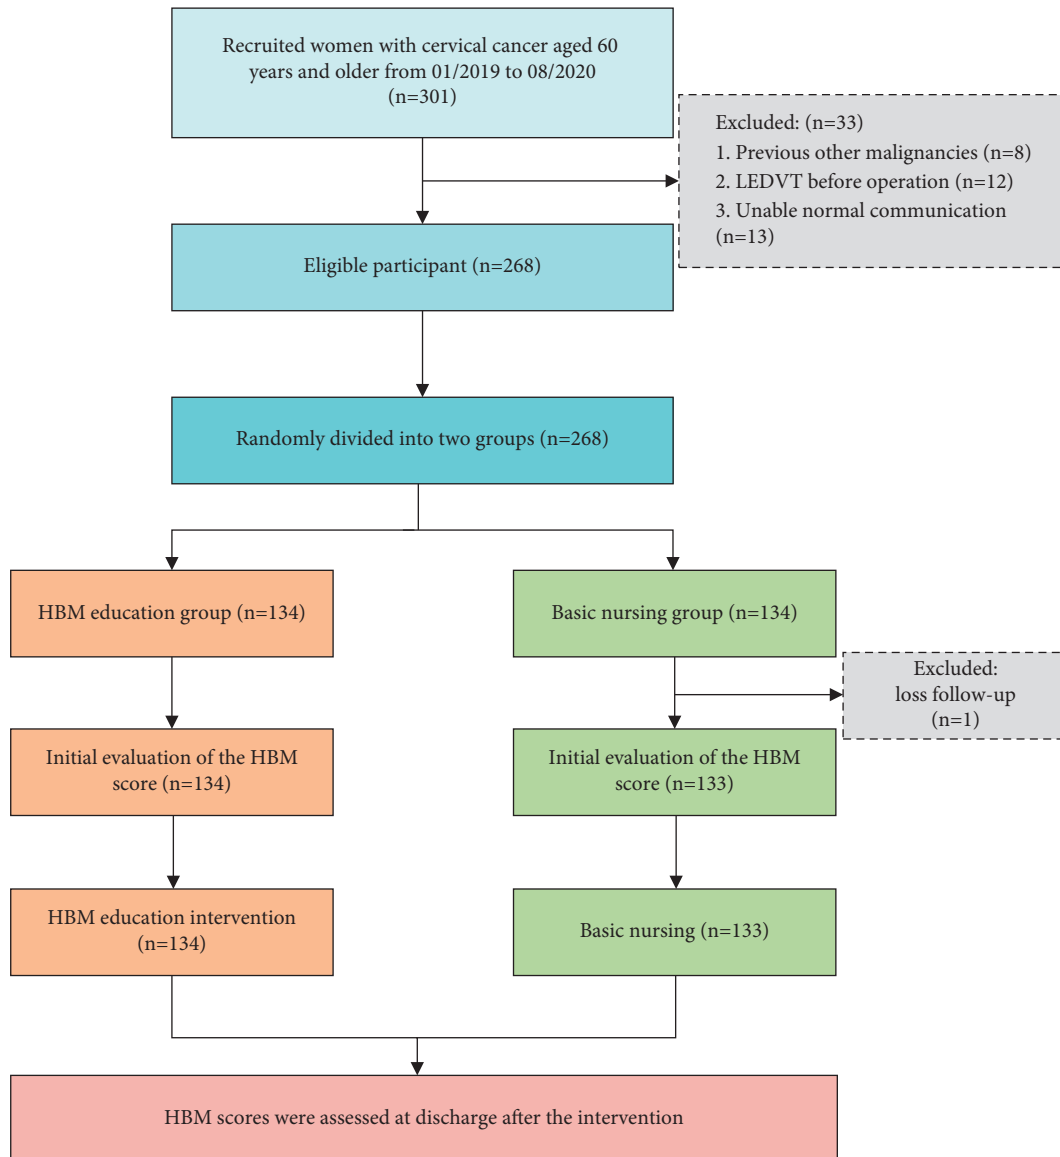 Recruited women with cervical cancer aged 60
years and older from 01/2019 to 08/2020
(n=301)
Excluded: (n=33)
1. Previous other malignancies (n=8)
2. LEDVT before operation (n=12)
3. Unable normal communication
(n=13)
Eligible participant (n=268)
Randomly divided into two groups (n=268)
HBM education group (n=134)
Basic nursing group (n=134)
Excluded:
loss follow-up
(n=1)
Initial evaluation of the HBM
score (n=134)
Initial evaluation of the HBM
score (n=133)
HBM education intervention
(n=134)
Basic nursing (n=133)
HBM scores were assessed at discharge after the intervention